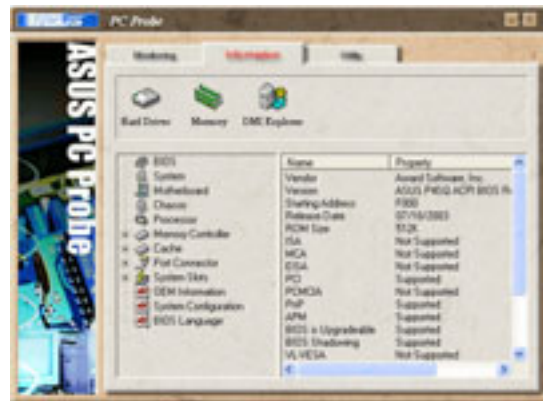 PC Probe
ASUS PC Probe
Monitoring
Information
Utility
Hard Drives
Memory
DMI Explorer
BIOS
System
Motherboard
Chassis
Processor
Memory Controller
Cache
Port Connector
System Slots
OEM Information
System Configuration
BIOS Language
Name Property
Vendor Award Software, Inc.
Version ASUS ACPI BIOS
Starting Address F000
Release Date 07/16/2003
ROM Size 512K
ISA Not Supported
MCA Not Supported
EISA Not Supported
PCI Supported
PCMCIA Not Supported
PnP Supported
APM Supported
BIOS is Upgradeable Supported
BIOS Shadowing Supported
VL-VESA Not Supported